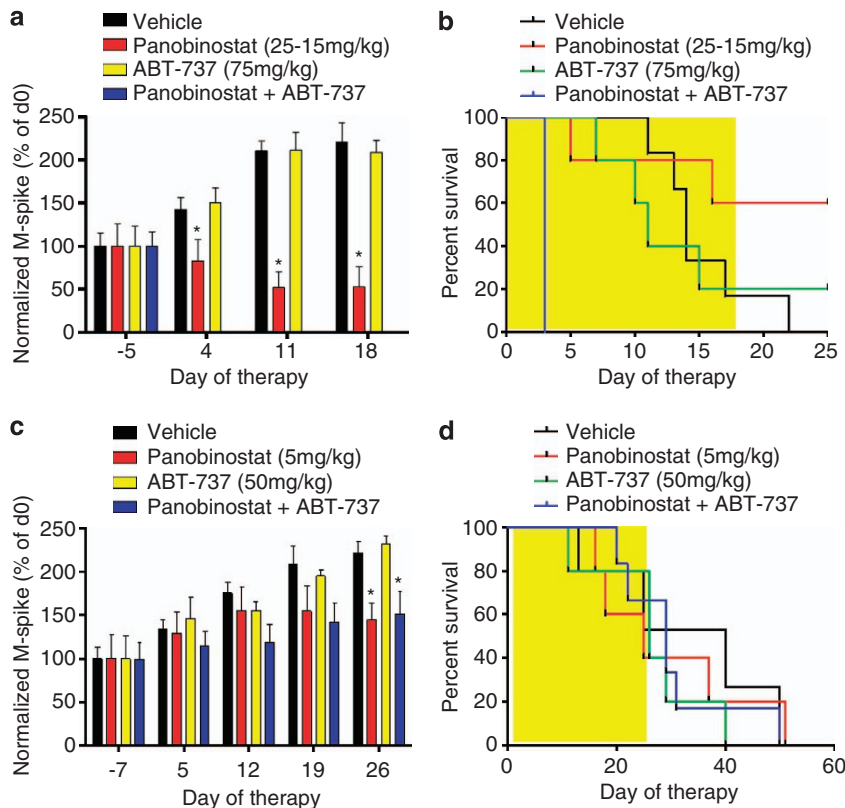 a
Vehicle
Panobinostat (25-15mg/kg)
ABT-737 (75mg/kg)
Panobinostat + ABT-737
Normalized M-spike (% of d0)
250
200
150
100
50
0
* * *
-5 4 11 18
Day of therapy
b
Vehicle
Panobinostat (25-15mg/kg)
ABT-737 (75mg/kg)
Panobinostat + ABT-737
Percent survival
100
80
60
40
20
0
0 5 10 15 20 25
Day of therapy
c
Vehicle
Panobinostat (5mg/kg)
ABT-737 (50mg/kg)
Panobinostat + ABT-737
Normalized M-spike (% of d0)
250
200
150
100
50
0
* *
-7 5 12 19 26
Day of therapy
d
Vehicle
Panobinostat (5mg/kg)
ABT-737 (50mg/kg)
Panobinostat + ABT-737
Percent survival
100
80
60
40
20
0
0 20 40 60
Day of therapy